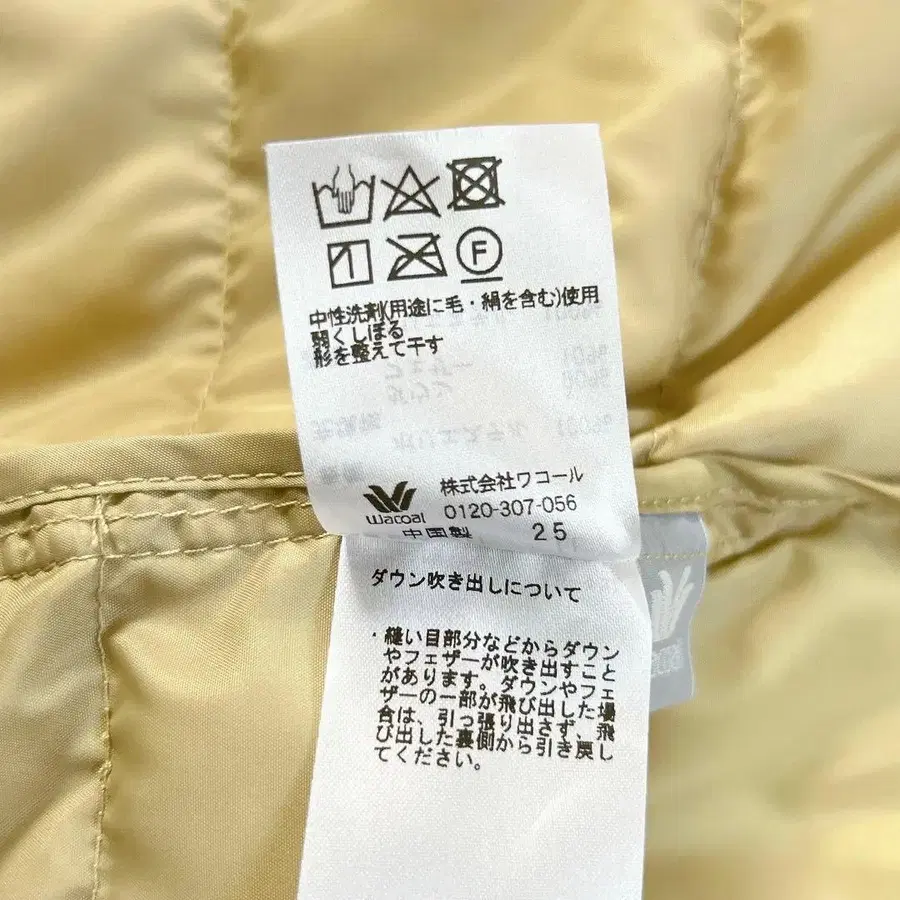 F
中性洗剤(用途に毛・絹を含む)使用
弱くしぼる
形を整えて干す
株式会社ワコール
Wacoal 0120-307-056
中国製 25
ダウン吹き出しについて
・縫い目部分などからダウン
やフェザーが吹き出すこと
があります。ダウンやフェ
ザーの一部が飛び出した場
合は、引っ張り出さず、飛
び出した裏側から引き戻し
てください。